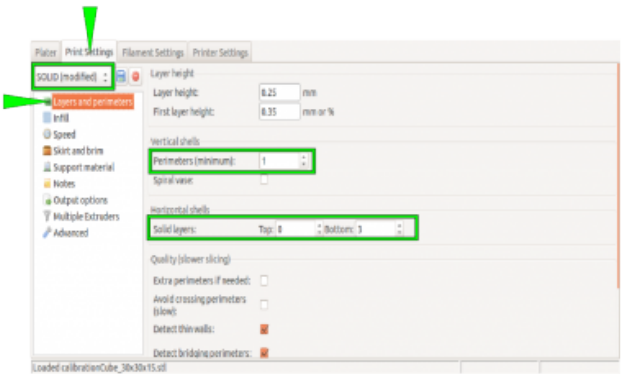 Plater Print Settings Filament Settings Printer Settings
SOLID (modified)
Layers and perimeters
Infill
Speed
Skirt and brim
Support material
Notes
Output options
Multiple Extruders
Advanced
Layer height
Layer height: 0.25 mm
First layer height: 0.35 mm or %
Vertical shells
Perimeters (minimum): 1
Spiral vase:
Horizontal shells
Solid layers: Top: 0 Bottom: 3
Quality (slower slicing)
Extra perimeters if needed:
Avoid crossing perimeters
(slow):
Detect thin walls:
Detect bridging perimeters:
Loaded calibrationCube_30x30x15.stl